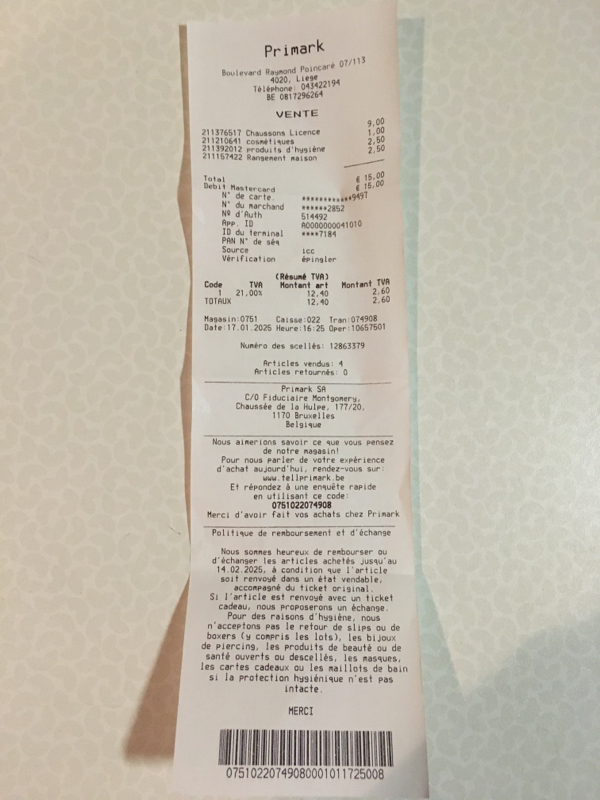 Primark
Boulevard Raymond Poincaré 07/113
4020, Liege
Téléphone: 043422194
BE 0817296264
VENTE
211376517 Chaussons Licence 9,00
211210641 cosmétiques 1,00
211392012 produits d'hygiène 2,50
211157422 Rangement maison 2,50
Total € 15,00
Debit Mastercard € 15,00
N° de carte. ************9497
N° du marchand ******2852
Nº d'Auth 514492
App. ID A0000000041010
ID du terminal ****7184
PAN N° de séq
Source icc
Vérification épingler
(Résumé TVA)
Code TVA Montant art Montant TVA
1 21,00% 12,40 2,60
TOTAUX 12,40 2,60
Magasin:0751 Caisse:022 Tran:074908
Date:17.01.2025 Heure:16:25 Oper:10657501
Numéro des scellés: 12863379
Articles vendus: 4
Articles retournés: 0
Primark SA
C/O Fiduciaire Montgomery,
Chaussée de la Hulpe, 177/20,
1170 Bruxelles
Belgique
Nous aimerions savoir ce que vous pensez
de notre magasin!
Pour nous parler de votre expérience
d'achat aujourd'hui, rendez-vous sur:
www.tellprimark.be
Et répondez à une enquête rapide
en utilisant ce code:
0751022074908
Merci d'avoir fait vos achats chez Primark
Politique de remboursement et d'échange
Nous sommes heureux de rembourser ou
d'échanger les articles achetés jusqu'au
14.02.2025, à condition que l'article
soit renvoyé dans un état vendable,
accompagné du ticket original.
Si l'article est renvoyé avec un ticket
cadeau, nous proposerons un échange.
Pour des raisons d'hygiène, nous
n'acceptons pas le retour de slips ou de
boxers (y compris les lots), les bijoux
de piercing, les produits de beauté ou de
santé ouverts ou descellés, les masques,
les cartes cadeaux ou les maillots de bain
si la protection hygiénique n'est pas
intacte.
MERCI
07510220749080001011725008